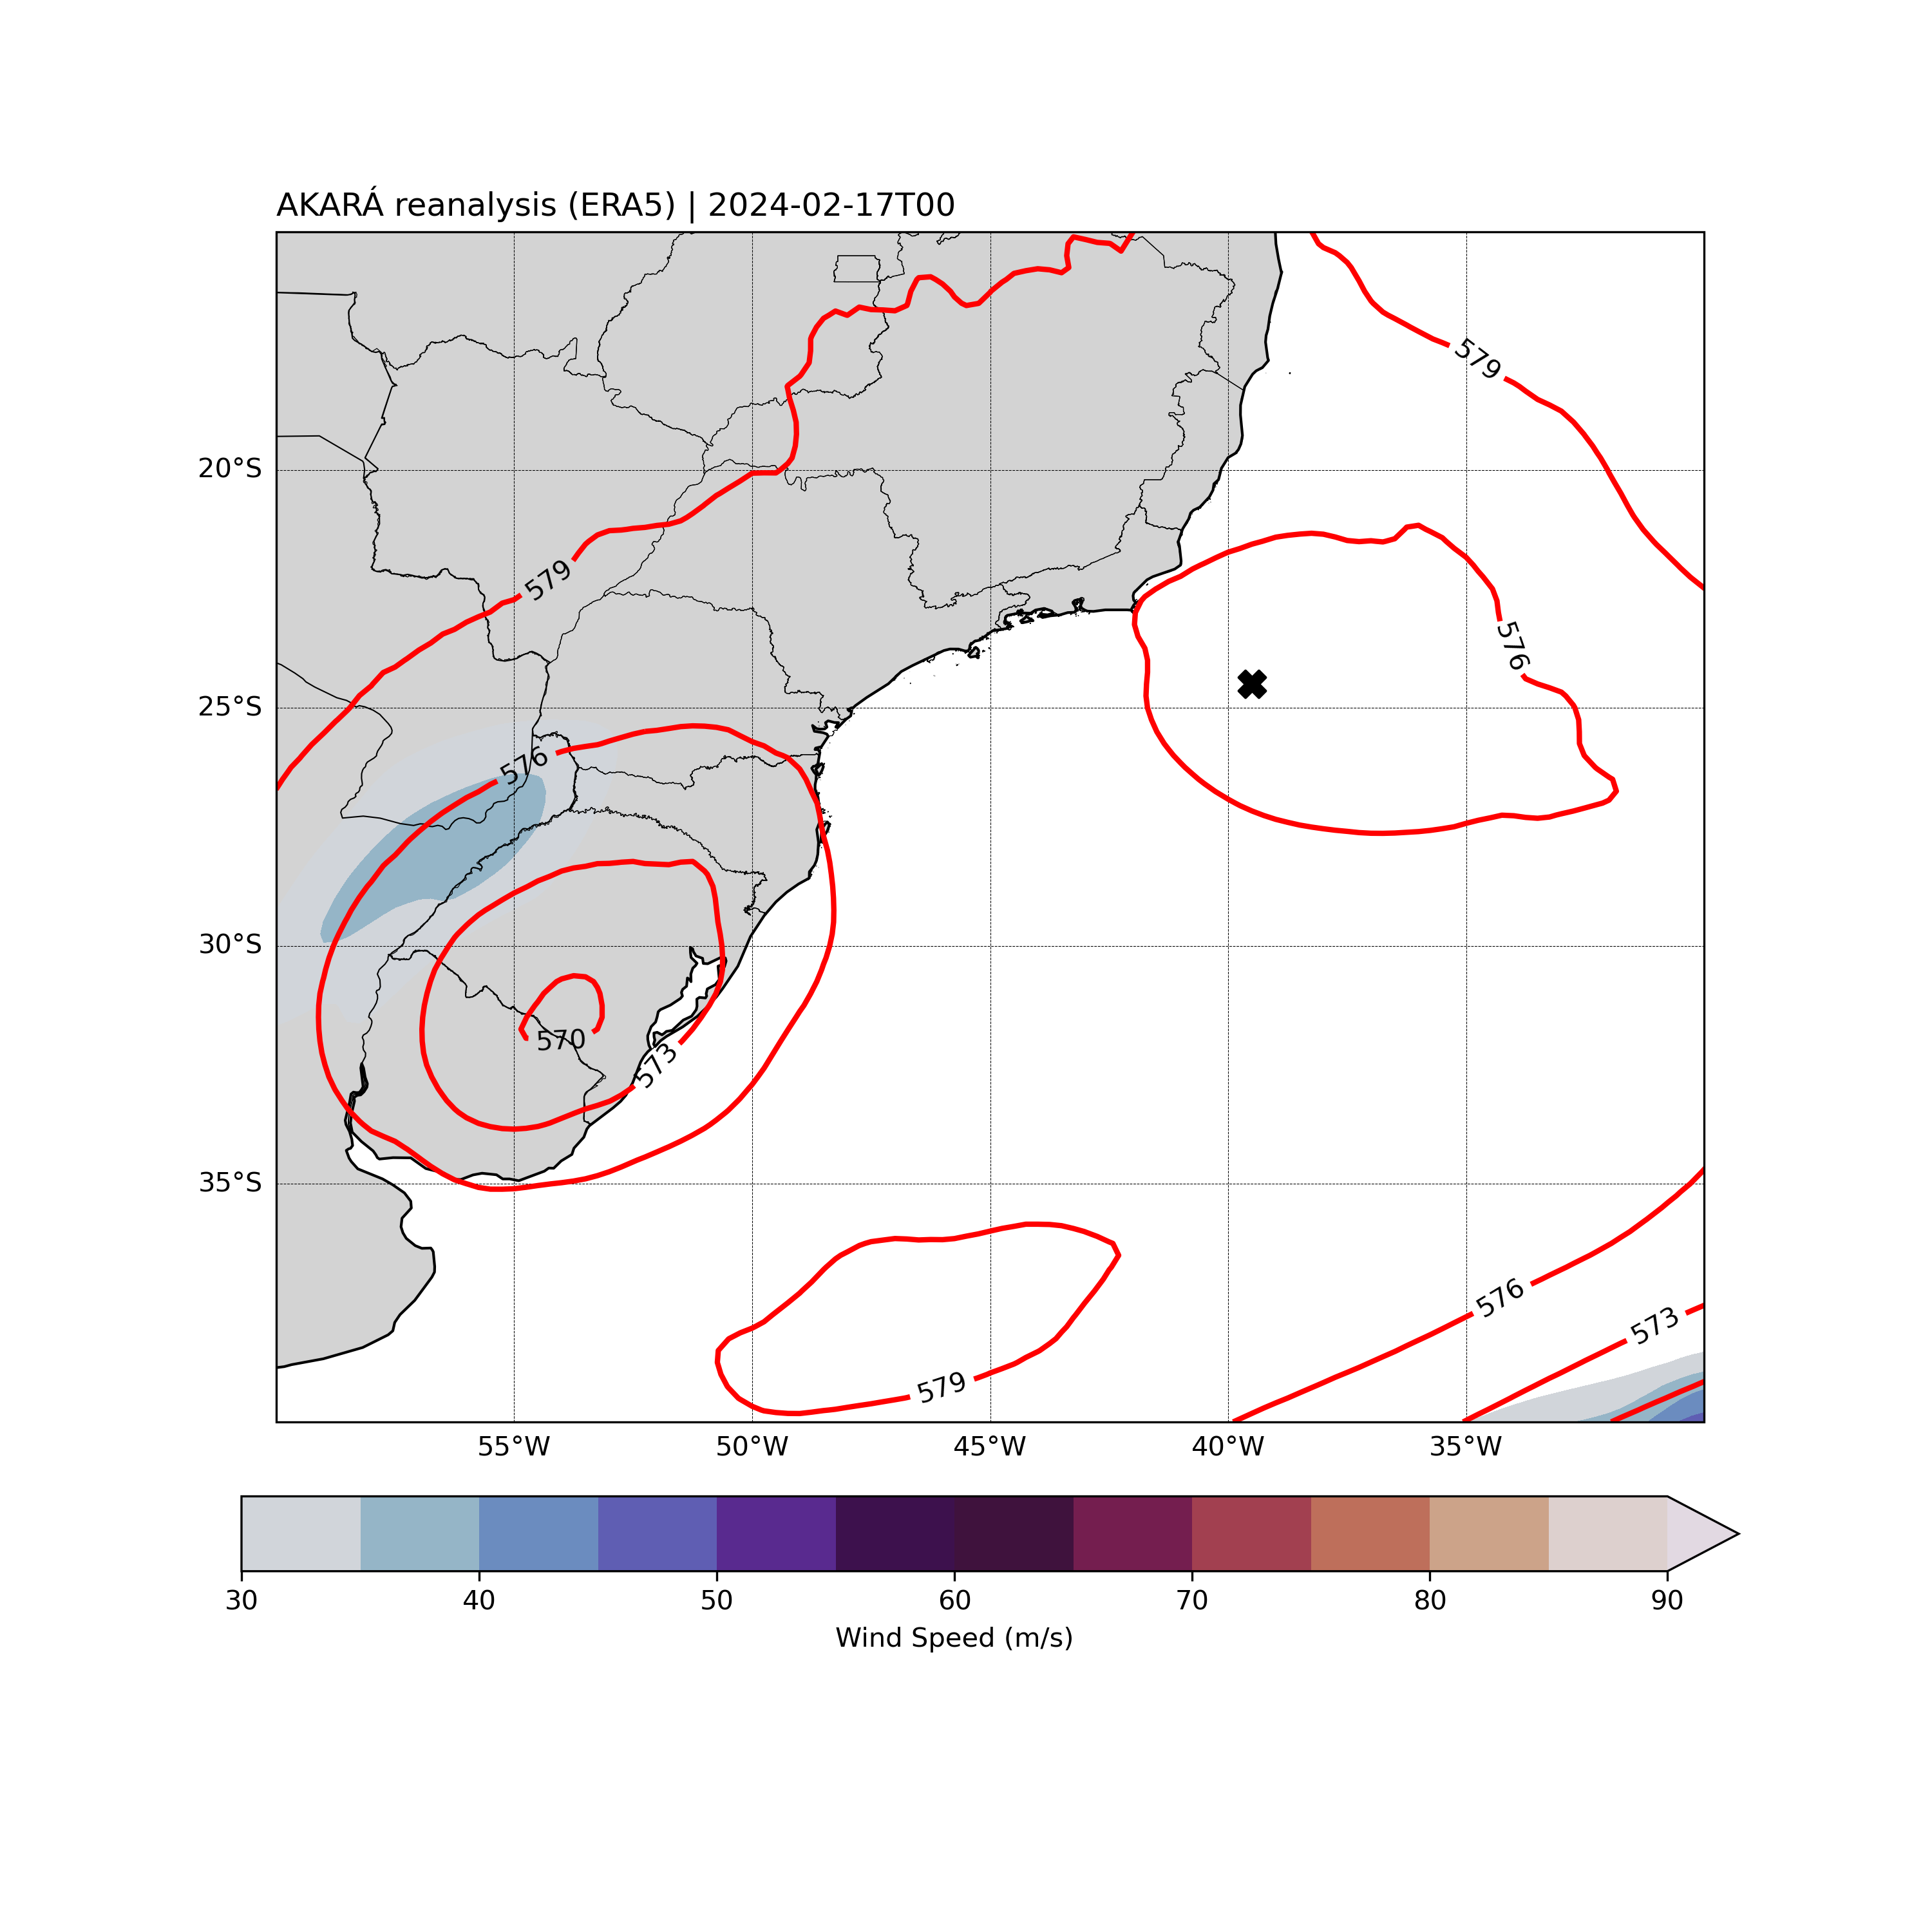 AKARÁ reanalysis (ERA5) | 2024-02-17T00
579
20°S
579
576
25°S
576
30°S
570
573
35°S
576
573
579
55°W 50°W 45°W 40°W 35°W
30 40 50 60 70 80 90
Wind Speed (m/s)